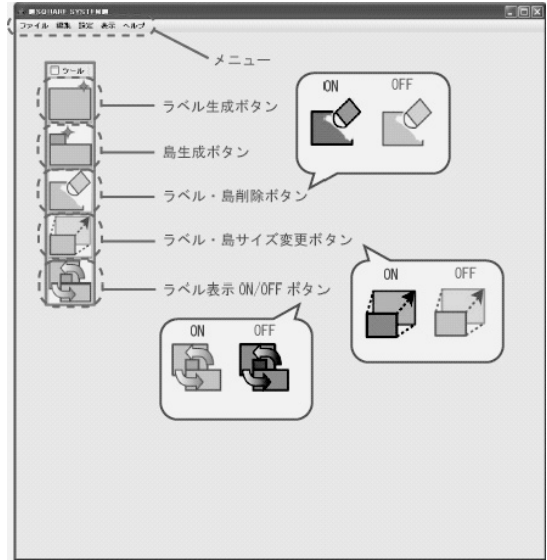 ■SQUARE SYSTEM■
ファイル 編集 設定 表示 ヘルプ
メニュー
ツール
ラベル生成ボタン
ON OFF
島生成ボタン
ラベル・島削除ボタン
ラベル・島サイズ変更ボタン
ON OFF
ラベル表示 ON/OFF ボタン
ON OFF